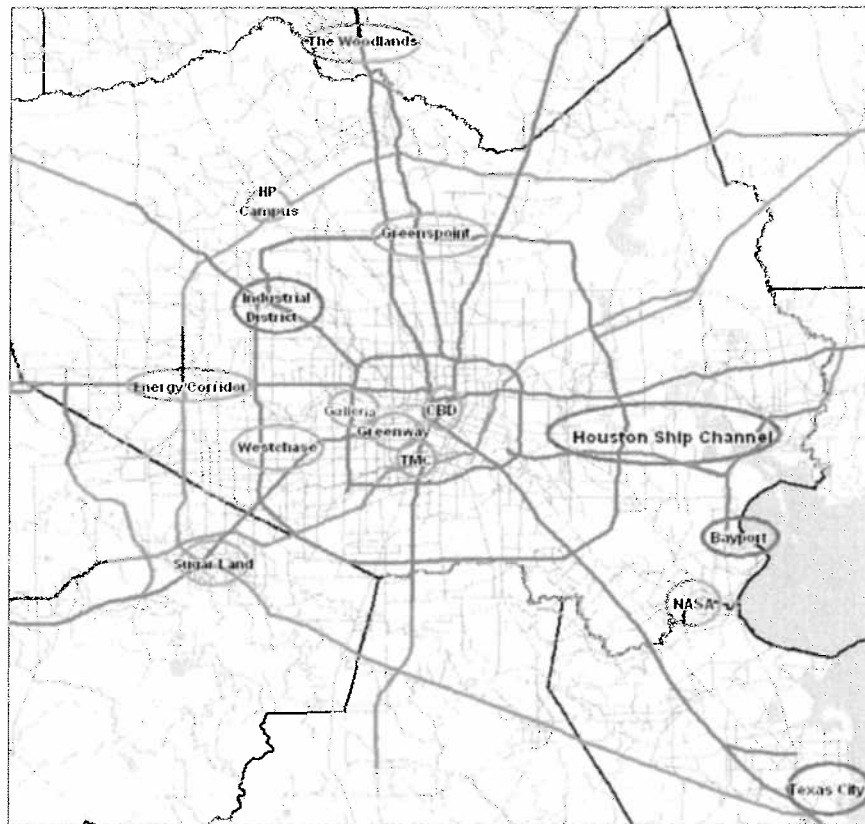 The Woodlands
HP
Campus
Greenspoint
Industrial
District
Energy Corridor
Galleria
CBD
Greenway
Westchase
TMC
Houston Ship Channel
Bayport
Sugar Land
NASA
Texas City